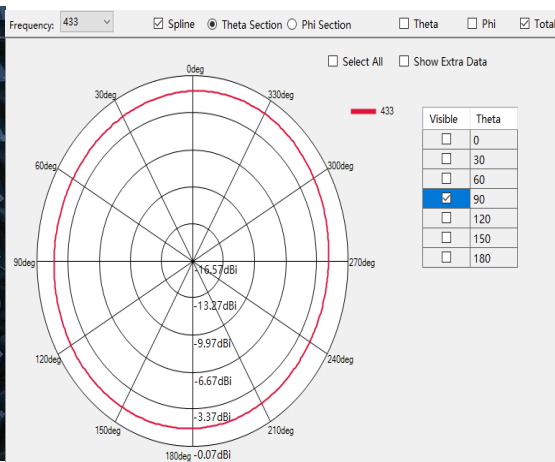 Frequency: 433 Spline Theta Section Phi Section Theta Phi Total
Select All Show Extra Data
0deg
30deg 330deg
433
Visible Theta
0
30
60deg 300deg 60
90
120
150
180
90deg 270deg
-16.57dBi
-13.27dBi
-9.97dBi
120deg 240deg
-6.67dBi
-3.37dBi
150deg 210deg
180deg -0.07dBi